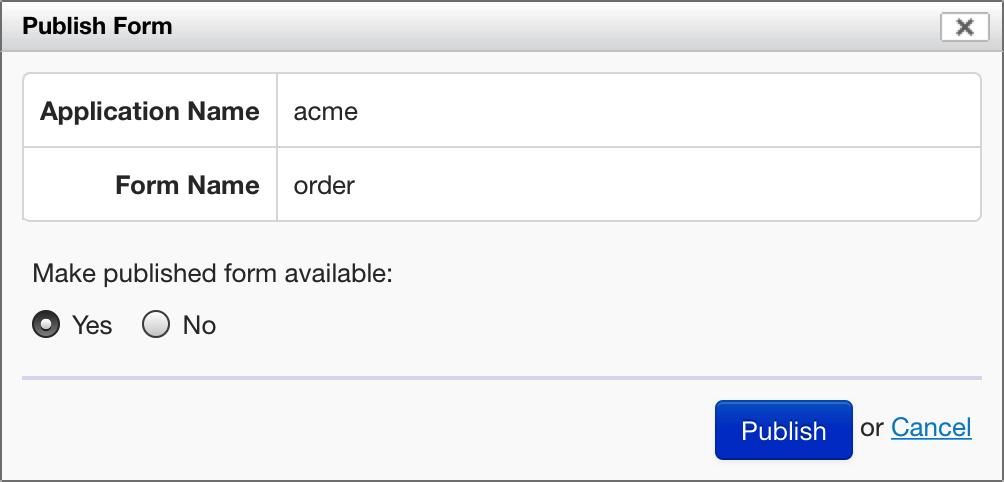 Publish Form
Application Name acme
Form Name order
Make published form available:
Yes No
Publish or Cancel